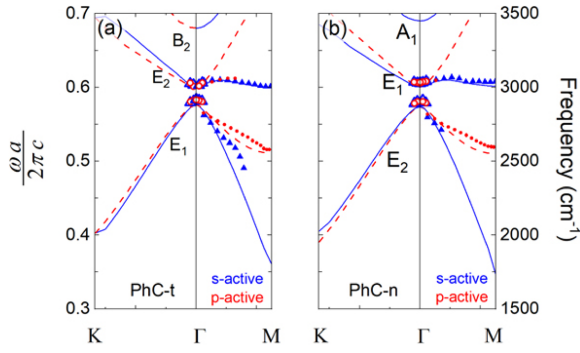 (a)
(b)
0.7
0.6
0.5
0.4
0.3
ωa
2πc
B2
E2
E1
PhC-t
s-active
p-active
K
Γ
M
A1
E1
E2
PhC-n
s-active
p-active
K
Γ
M
3500
3000
2500
2000
1500
Frequency (cm⁻¹)